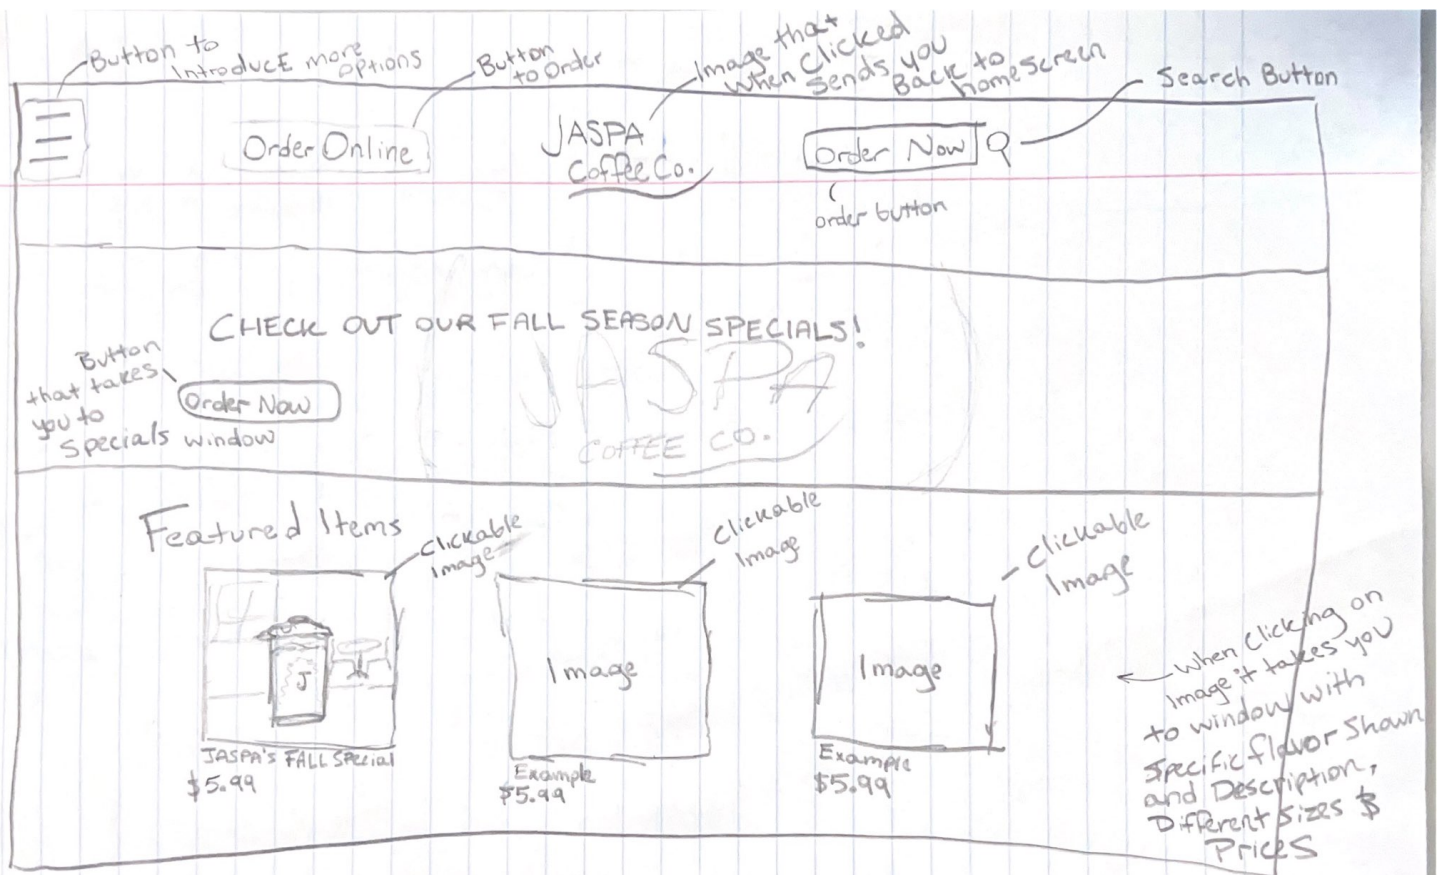 Button to
Introduce more
options
Button
to Order
Image that
when clicked
sends you
Back to
homescreen
Search Button
Order Online
JASPA
Coffee Co.
Order Now
order button
CHECK OUT OUR FALL SEASON SPECIALS!
Button
that takes
you to
Specials window
Order Now
JASPA
COFFEE CO.
Featured Items
Clickable
Image
Clickable
Image
Clickable
Image
J
Image
Image
JASPA'S FALL Special
$5.99
Example
$5.99
Example
$5.99
When Clicking on
Image it takes you
to window with
Specific flavor Shown
and Description,
Different Sizes $
Prices